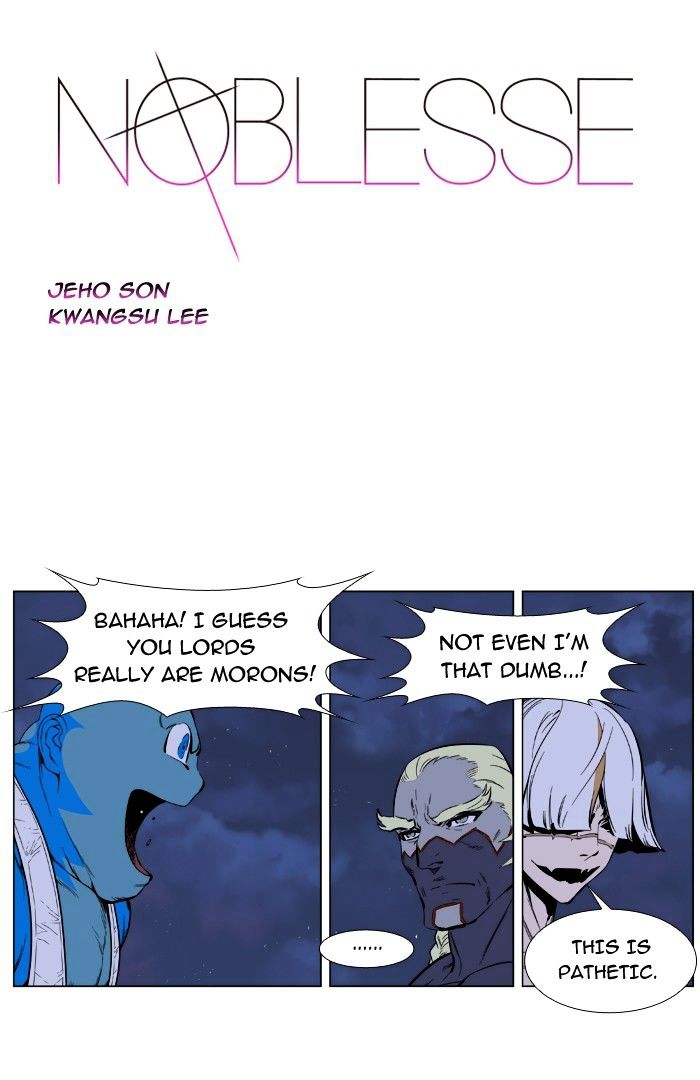 NOBLESSE
JEHO SON
KWANGSU LEE
BAHAHA! I GUESS
YOU LORDS
REALLY ARE MORONS!
NOT EVEN I'M
THAT DUMB...!
......
THIS IS
PATHETIC.